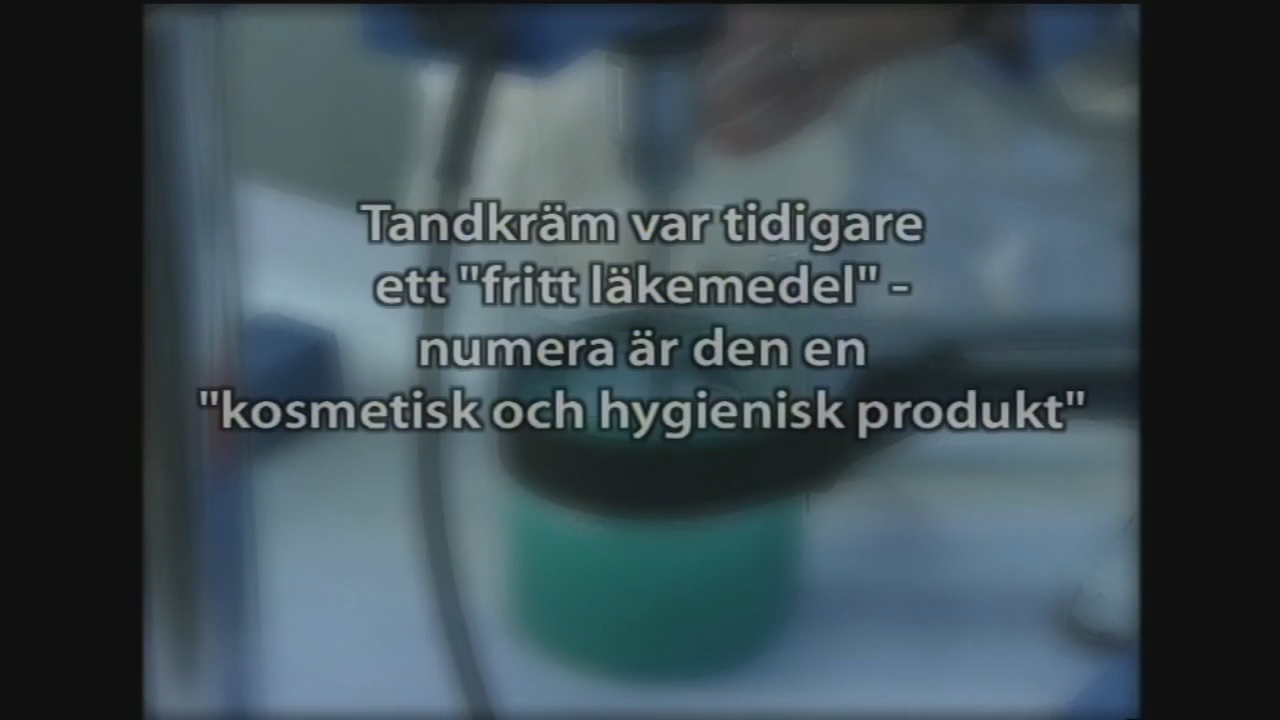 Tandkräm var tidigare
ett "fritt läkemedel" -
numera är den en
"kosmetisk och hygienisk produkt"